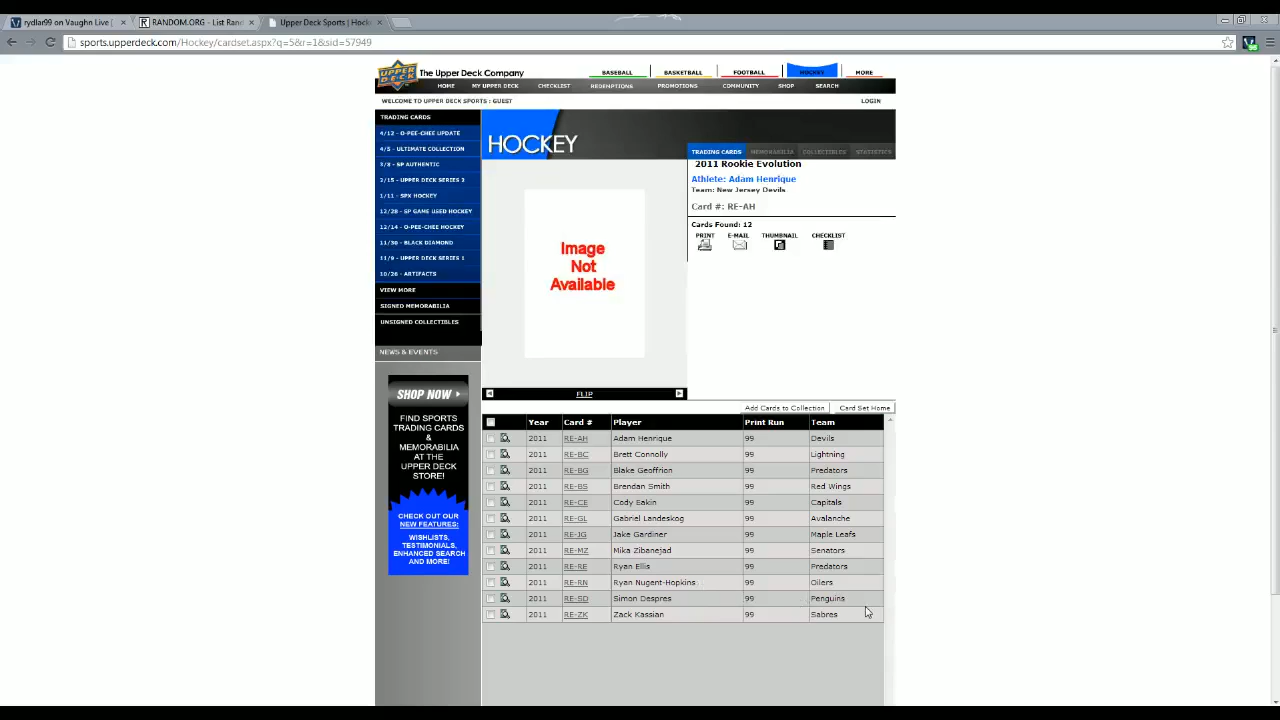 rydlar99 on Vaughn Live [
RANDOM.ORG - List Rand
Upper Deck Sports | Hocke
sports.upperdeck.com/Hockey/cardset.aspx?q=5&r=1&sid=57949
UPPER DECK
The Upper Deck Company
BASEBALL
BASKETBALL
FOOTBALL
HOCKEY
MORE
HOME
MY UPPER DECK
CHECKLIST
REDEMPTIONS
PROMOTIONS
COMMUNITY
SHOP
SEARCH
WELCOME TO UPPER DECK SPORTS : GUEST
LOGIN
TRADING CARDS
4/12 - O-PEE-CHEE UPDATE
4/5 - ULTIMATE COLLECTION
3/8 - SP AUTHENTIC
2/15 - UPPER DECK SERIES 2
1/11 - SPX HOCKEY
12/28 - SP GAME USED HOCKEY
12/14 - O-PEE-CHEE HOCKEY
11/30 - BLACK DIAMOND
11/9 - UPPER DECK SERIES 1
10/26 - ARTIFACTS
VIEW MORE
SIGNED MEMORABILIA
UNSIGNED COLLECTIBLES
NEWS & EVENTS
SHOP NOW
FIND SPORTS
TRADING CARDS
&
MEMORABILIA
AT THE
UPPER DECK
STORE!
CHECK OUT OUR
NEW FEATURES:
WISHLISTS,
TESTIMONIALS,
ENHANCED SEARCH
AND MORE!
HOCKEY
TRADING CARDS
MEMORABILIA
COLLECTIBLES
STATISTICS
Image
Not
Available
FLIP
2011 Rookie Evolution
Athlete: Adam Henrique
Team: New Jersey Devils
Card #: RE-AH
Cards Found: 12
PRINT
E-MAIL
THUMBNAIL
CHECKLIST
Add Cards to Collection
Card Set Home
Year Card # Player Print Run Team
2011 RE-AH Adam Henrique 99 Devils
2011 RE-BC Brett Connolly 99 Lightning
2011 RE-BG Blake Geoffrion 99 Predators
2011 RE-BS Brendan Smith 99 Red Wings
2011 RE-CE Cody Eakin 99 Capitals
2011 RE-GL Gabriel Landeskog 99 Avalanche
2011 RE-JG Jake Gardiner 99 Maple Leafs
2011 RE-MZ Mika Zibanejad 99 Senators
2011 RE-RE Ryan Ellis 99 Predators
2011 RE-RN Ryan Nugent-Hopkins 99 Oilers
2011 RE-SD Simon Despres 99 Penguins
2011 RE-ZK Zack Kassian 99 Sabres